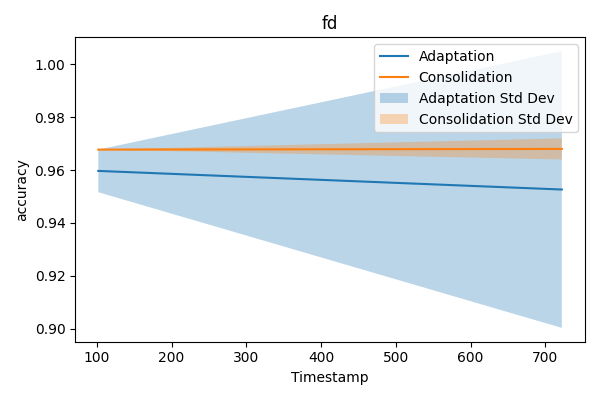 fd
Adaptation
Consolidation
Adaptation Std Dev
Consolidation Std Dev
1.00
0.98
0.96
0.94
0.92
0.90
accuracy
100 200 300 400 500 600 700
Timestamp